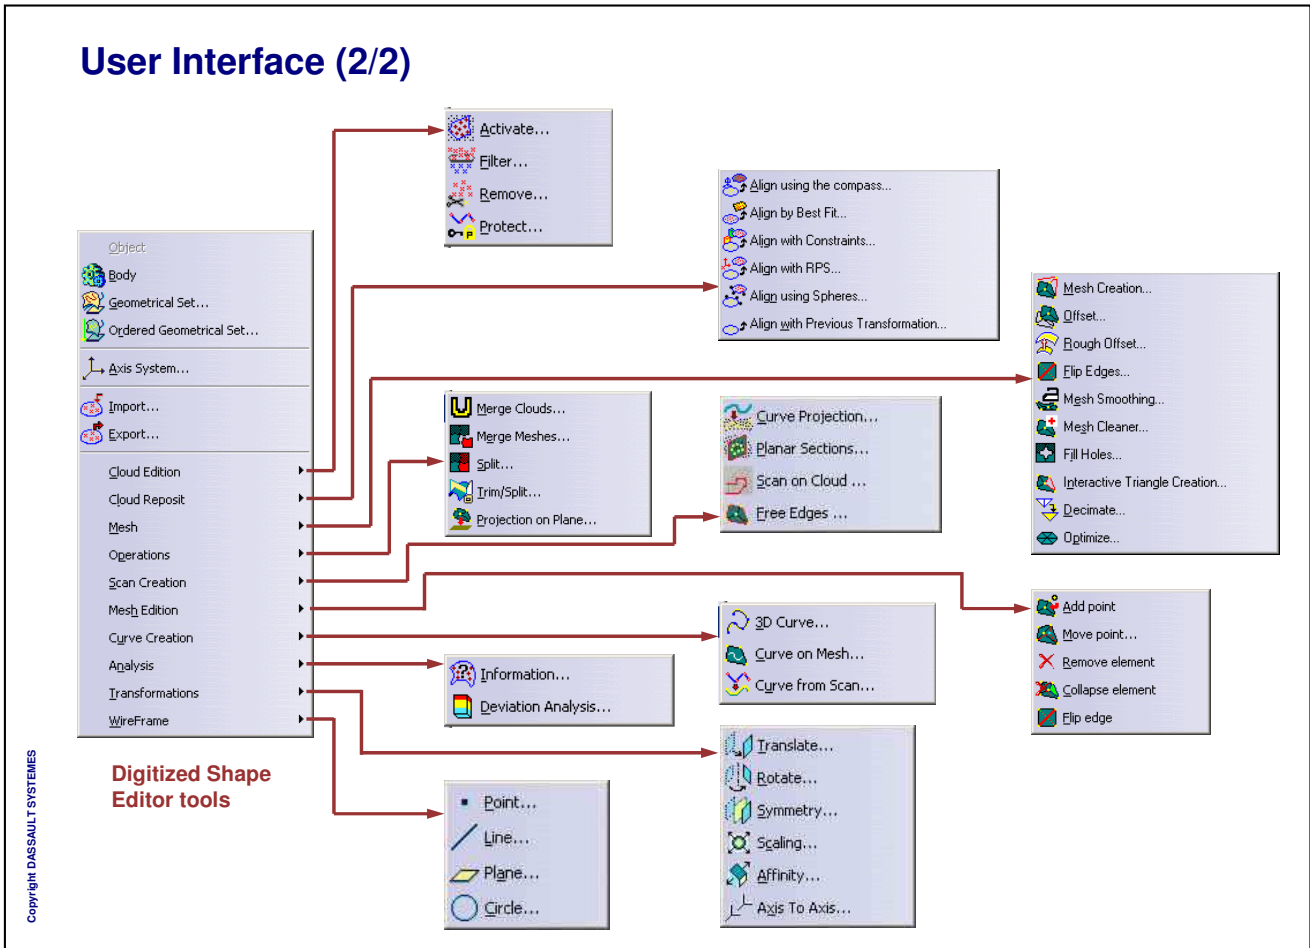 User Interface (2/2)
Activate...
Filter...
Remove...
Protect...
Align using the compass...
Align by Best Fit...
Align with Constraints...
Align with RPS...
Align using Spheres...
Align with Previous Transformation...
Object
Body
Geometrical Set...
Ordered Geometrical Set...
Axis System...
Import...
Export...
Cloud Edition
Cloud Reposit
Mesh
Operations
Scan Creation
Mesh Edition
Curve Creation
Analysis
Transformations
WireFrame
Mesh Creation...
Offset...
Rough Offset...
Flip Edges...
Mesh Smoothing...
Mesh Cleaner...
Fill Holes...
Interactive Triangle Creation...
Decimate...
Optimize...
Merge Clouds...
Merge Meshes...
Split...
Trim/Split...
Projection on Plane...
Curve Projection...
Planar Sections...
Scan on Cloud ...
Free Edges ...
Add point
Move point...
Remove element
Collapse element
Flip edge
3D Curve...
Curve on Mesh...
Curve from Scan...
Information...
Deviation Analysis...
Translate...
Rotate...
Symmetry...
Scaling...
Affinity...
Axis To Axis...
Digitized Shape
Editor tools
Point...
Line...
Plane...
Circle...
Copyright DASSAULT SYSTEMES